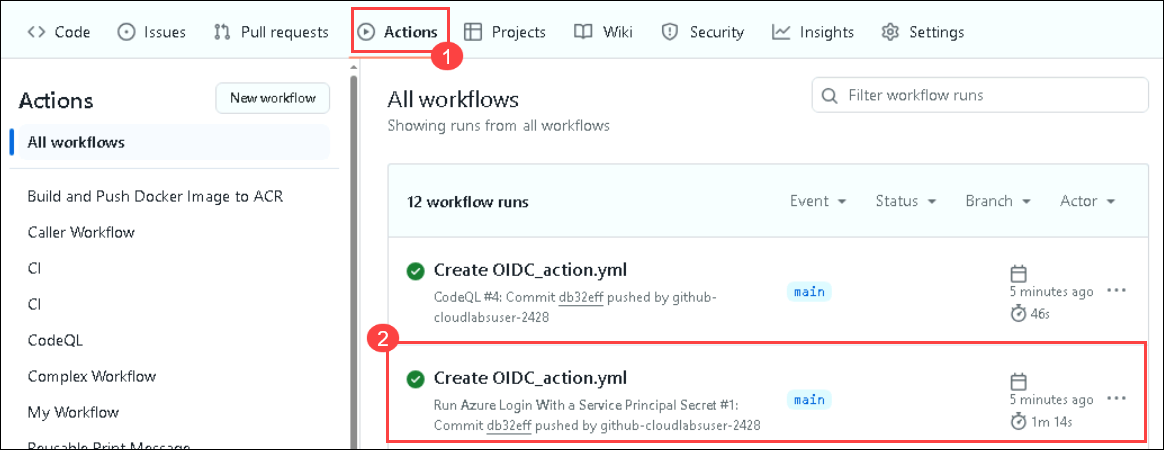 Code Issues Pull requests Actions Projects Wiki Security Insights Settings
1
Actions New workflow
All workflows
Build and Push Docker Image to ACR
Caller Workflow
CI
CI
CodeQL
Complex Workflow
My Workflow
Reusable Print Message
All workflows
Showing runs from all workflows
Filter workflow runs
12 workflow runs Event Status Branch Actor
Create OIDC_action.yml
CodeQL #4: Commit db32eff pushed by github-
cloudlabsuser-2428
main
5 minutes ago
46s
2
Create OIDC_action.yml
Run Azure Login With a Service Principal Secret #1:
Commit db32eff pushed by github-cloudlabsuser-2428
main
5 minutes ago
1m 14s